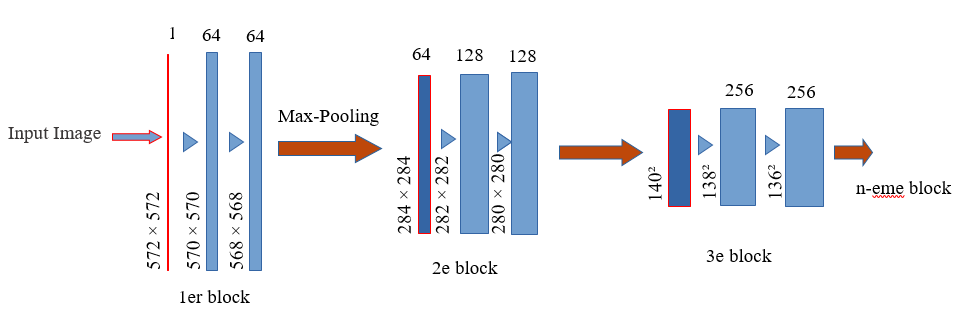 Input Image
1
64
64
572 × 572
570 × 570
568 × 568
1er block
Max-Pooling
64
128
128
284 × 284
282 × 282
280 × 280
2e block
256
256
140²
138²
136²
3e block
n-eme block